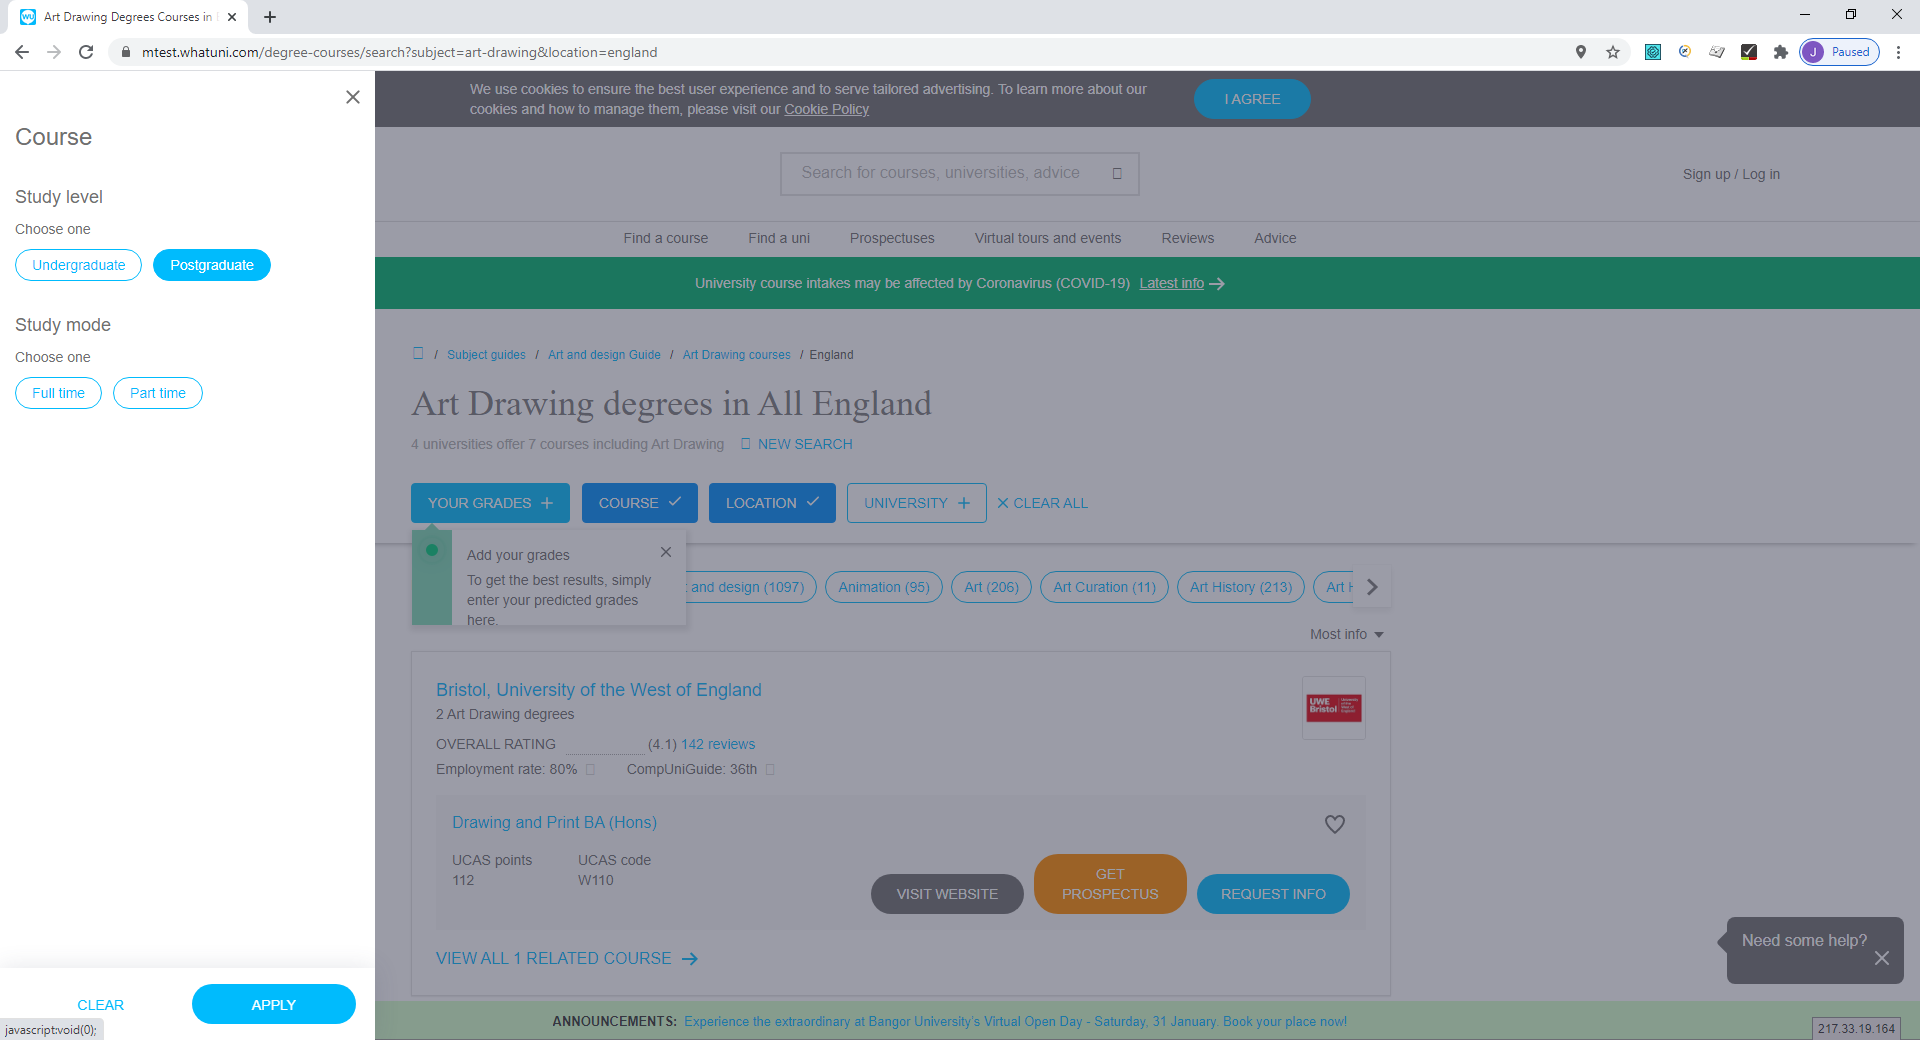 Art Drawing Degrees Courses in
mtest.whatuni.com/degree-courses/search?subject=art-drawing&location=england
J Paused
Course
Study level
Choose one
Undergraduate Postgraduate
Study mode
Choose one
Full time Part time
CLEAR APPLY
javascript:void(0);
We use cookies to ensure the best user experience and to serve tailored advertising. To learn more about our
cookies and how to manage them, please visit our Cookie Policy
I AGREE
Search for courses, universities, advice
Sign up / Log in
Find a course Find a uni Prospectuses Virtual tours and events Reviews Advice
University course intakes may be affected by Coronavirus (COVID-19) Latest info
/ Subject guides / Art and design Guide / Art Drawing courses / England
Art Drawing degrees in All England
4 universities offer 7 courses including Art Drawing NEW SEARCH
YOUR GRADES COURSE LOCATION UNIVERSITY CLEAR ALL
Add your grades
To get the best results, simply
enter your predicted grades
here.
and design (1097) Animation (95) Art (206) Art Curation (11) Art History (213) Art
Most info
Bristol, University of the West of England
2 Art Drawing degrees
UWE
Bristol
OVERALL RATING (4.1) 142 reviews
Employment rate: 80% CompUniGuide: 36th
Drawing and Print BA (Hons)
UCAS points UCAS code
112 W110
VISIT WEBSITE
GET
PROSPECTUS
REQUEST INFO
VIEW ALL 1 RELATED COURSE
Need some help?
ANNOUNCEMENTS: Experience the extraordinary at Bangor University's Virtual Open Day - Saturday, 31 January. Book your place now!
217.33.19.164